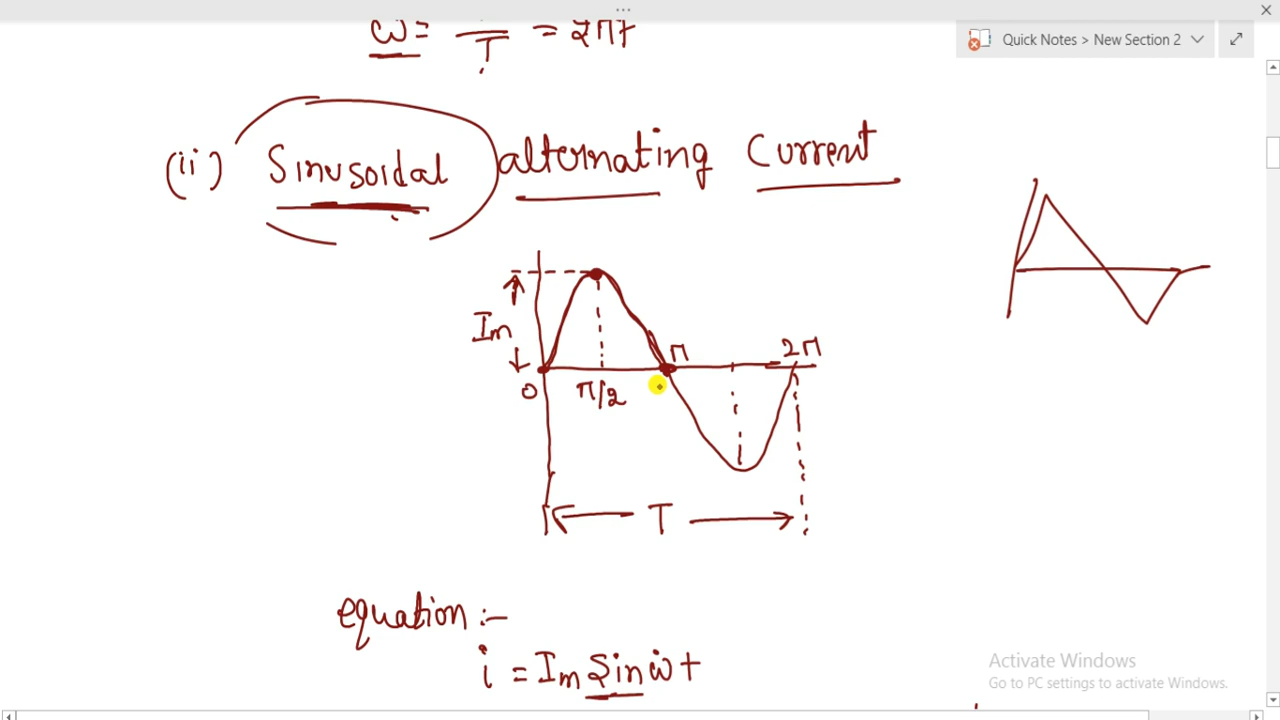 ...
Quick Notes > New Section 2
ω = /T = 2πf
(ii) Sinusoidal alternating Current
Im
0
π/2
π
2π
T
equation :-
i = Im Sin ωt
Activate Windows
Go to PC settings to activate Windows.